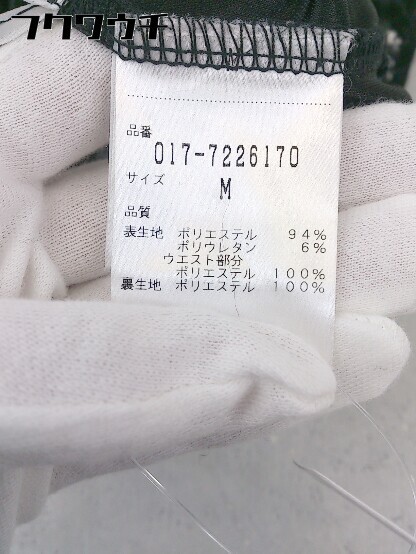 フクワウチ
品番
017-7226170
サイズ
M
品質
表生地 ポリエステル 94%
ポリウレタン 6%
ウエスト部分
ポリエステル 100%
裏生地 ポリエステル 100%